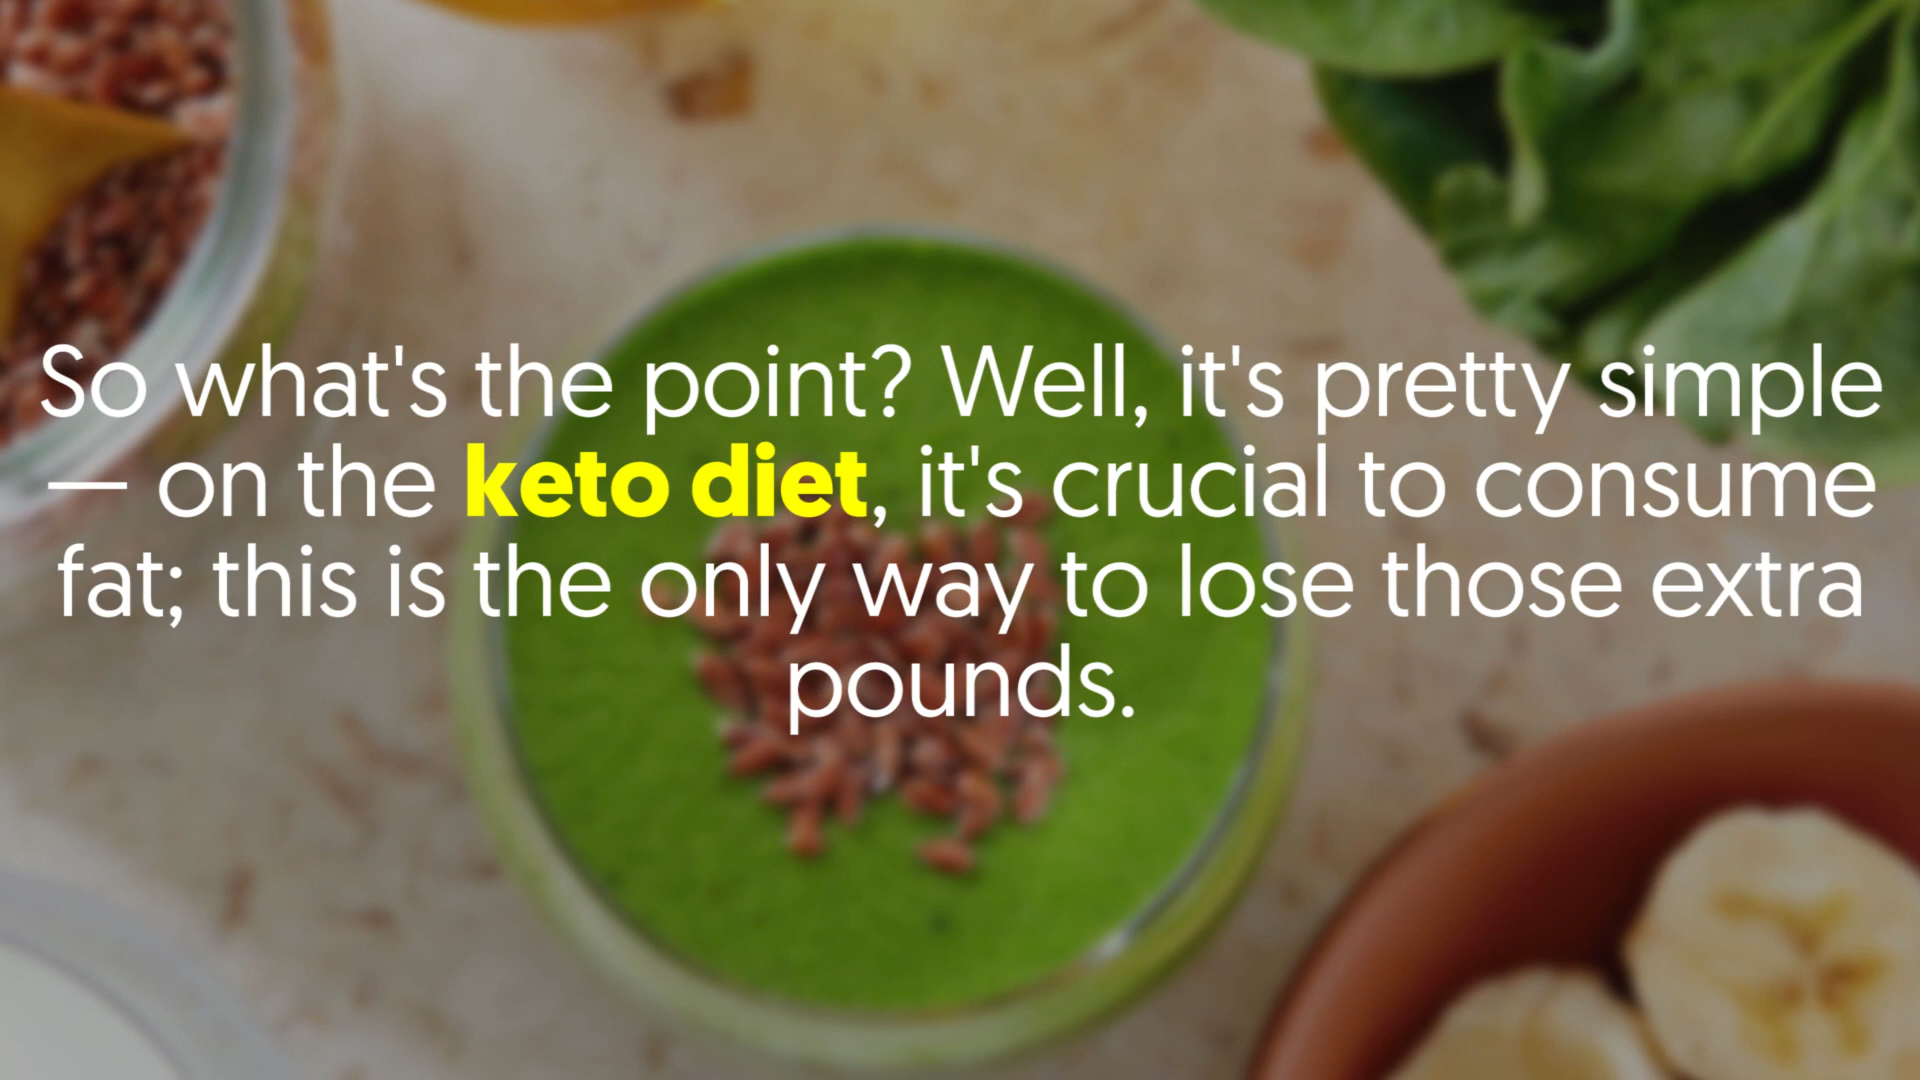 So what's the point? Well, it's pretty simple
— on the keto diet, it's crucial to consume
fat; this is the only way to lose those extra
pounds.